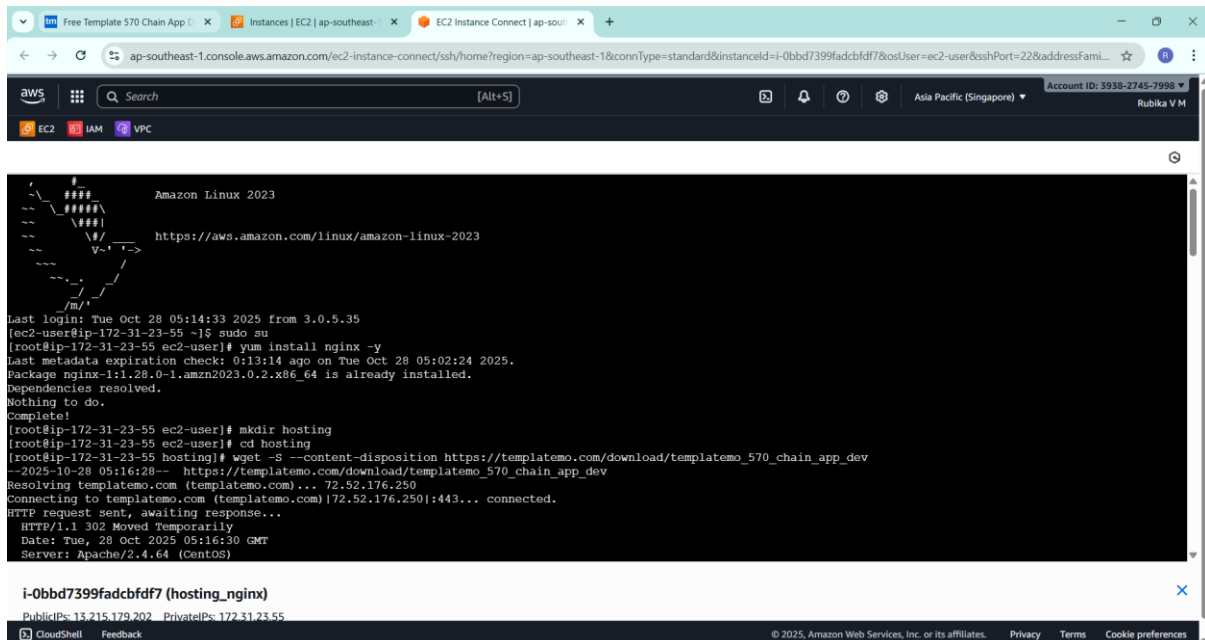 Free Template 570 Chain App D
Instances | EC2 | ap-southeast-1
EC2 Instance Connect | ap-sout
ap-southeast-1.console.aws.amazon.com/ec2-instance-connect/ssh/home?region=ap-southeast-1&connType=standard&instanceId=i-0bbd7399fadcbfdf7&osUser=ec2-user&sshPort=22&addressFami...
aws
Search
[Alt+S]
Asia Pacific (Singapore)
Account ID: 3938-2745-7998
Rubika V M
EC2 IAM VPC
   ,     #_
   ~\_  ####_        Amazon Linux 2023
  ~~  \_#####\
  ~~     \###|
  ~~       \#/ ___   https://aws.amazon.com/linux/amazon-linux-2023
   ~~       V~' '->
    ~~~         /
      ~~._.   _/
         _/ _/
       _/m/'
Last login: Tue Oct 28 05:14:33 2025 from 3.0.5.35
[ec2-user@ip-172-31-23-55 ~]$ sudo su
[root@ip-172-31-23-55 ec2-user]# yum install nginx -y
Last metadata expiration check: 0:13:14 ago on Tue Oct 28 05:02:24 2025.
Package nginx-1:1.28.0-1.amzn2023.0.2.x86_64 is already installed.
Dependencies resolved.
Nothing to do.
Complete!
[root@ip-172-31-23-55 ec2-user]# mkdir hosting
[root@ip-172-31-23-55 ec2-user]# cd hosting
[root@ip-172-31-23-55 hosting]# wget -S --content-disposition https://templatemo.com/download/templatemo_570_chain_app_dev
--2025-10-28 05:16:28--  https://templatemo.com/download/templatemo_570_chain_app_dev
Resolving templatemo.com (templatemo.com)... 72.52.176.250
Connecting to templatemo.com (templatemo.com)|72.52.176.250|:443... connected.
HTTP request sent, awaiting response...
  HTTP/1.1 302 Moved Temporarily
  Date: Tue, 28 Oct 2025 05:16:30 GMT
  Server: Apache/2.4.64 (CentOS)
i-0bbd7399fadcbfdf7 (hosting_nginx)
PublicIPs: 13.215.179.202 PrivateIPs: 172.31.23.55
CloudShell Feedback © 2025, Amazon Web Services, Inc. or its affiliates. Privacy Terms Cookie preferences